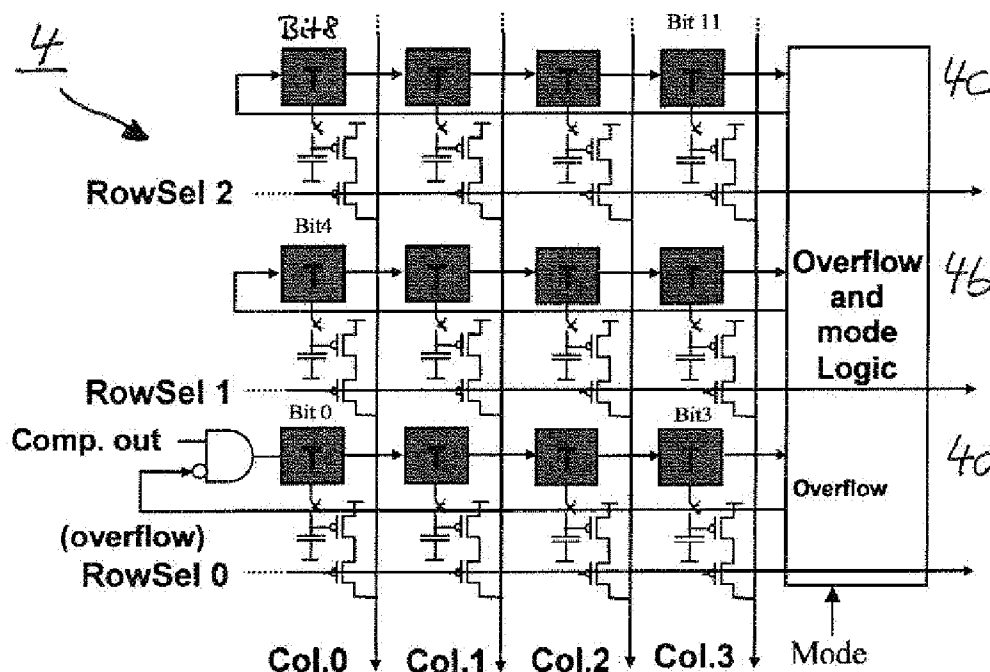 4
Bit8
Bit 11
T T T T
4c
RowSel 2
Bit4
T T T T
Overflow
and
mode
Logic
4b
RowSel 1
Bit 0
Bit3
Comp. out
T T T T
4a
Overflow
(overflow)
RowSel 0
Col.0 Col.1 Col.2 Col.3
Mode